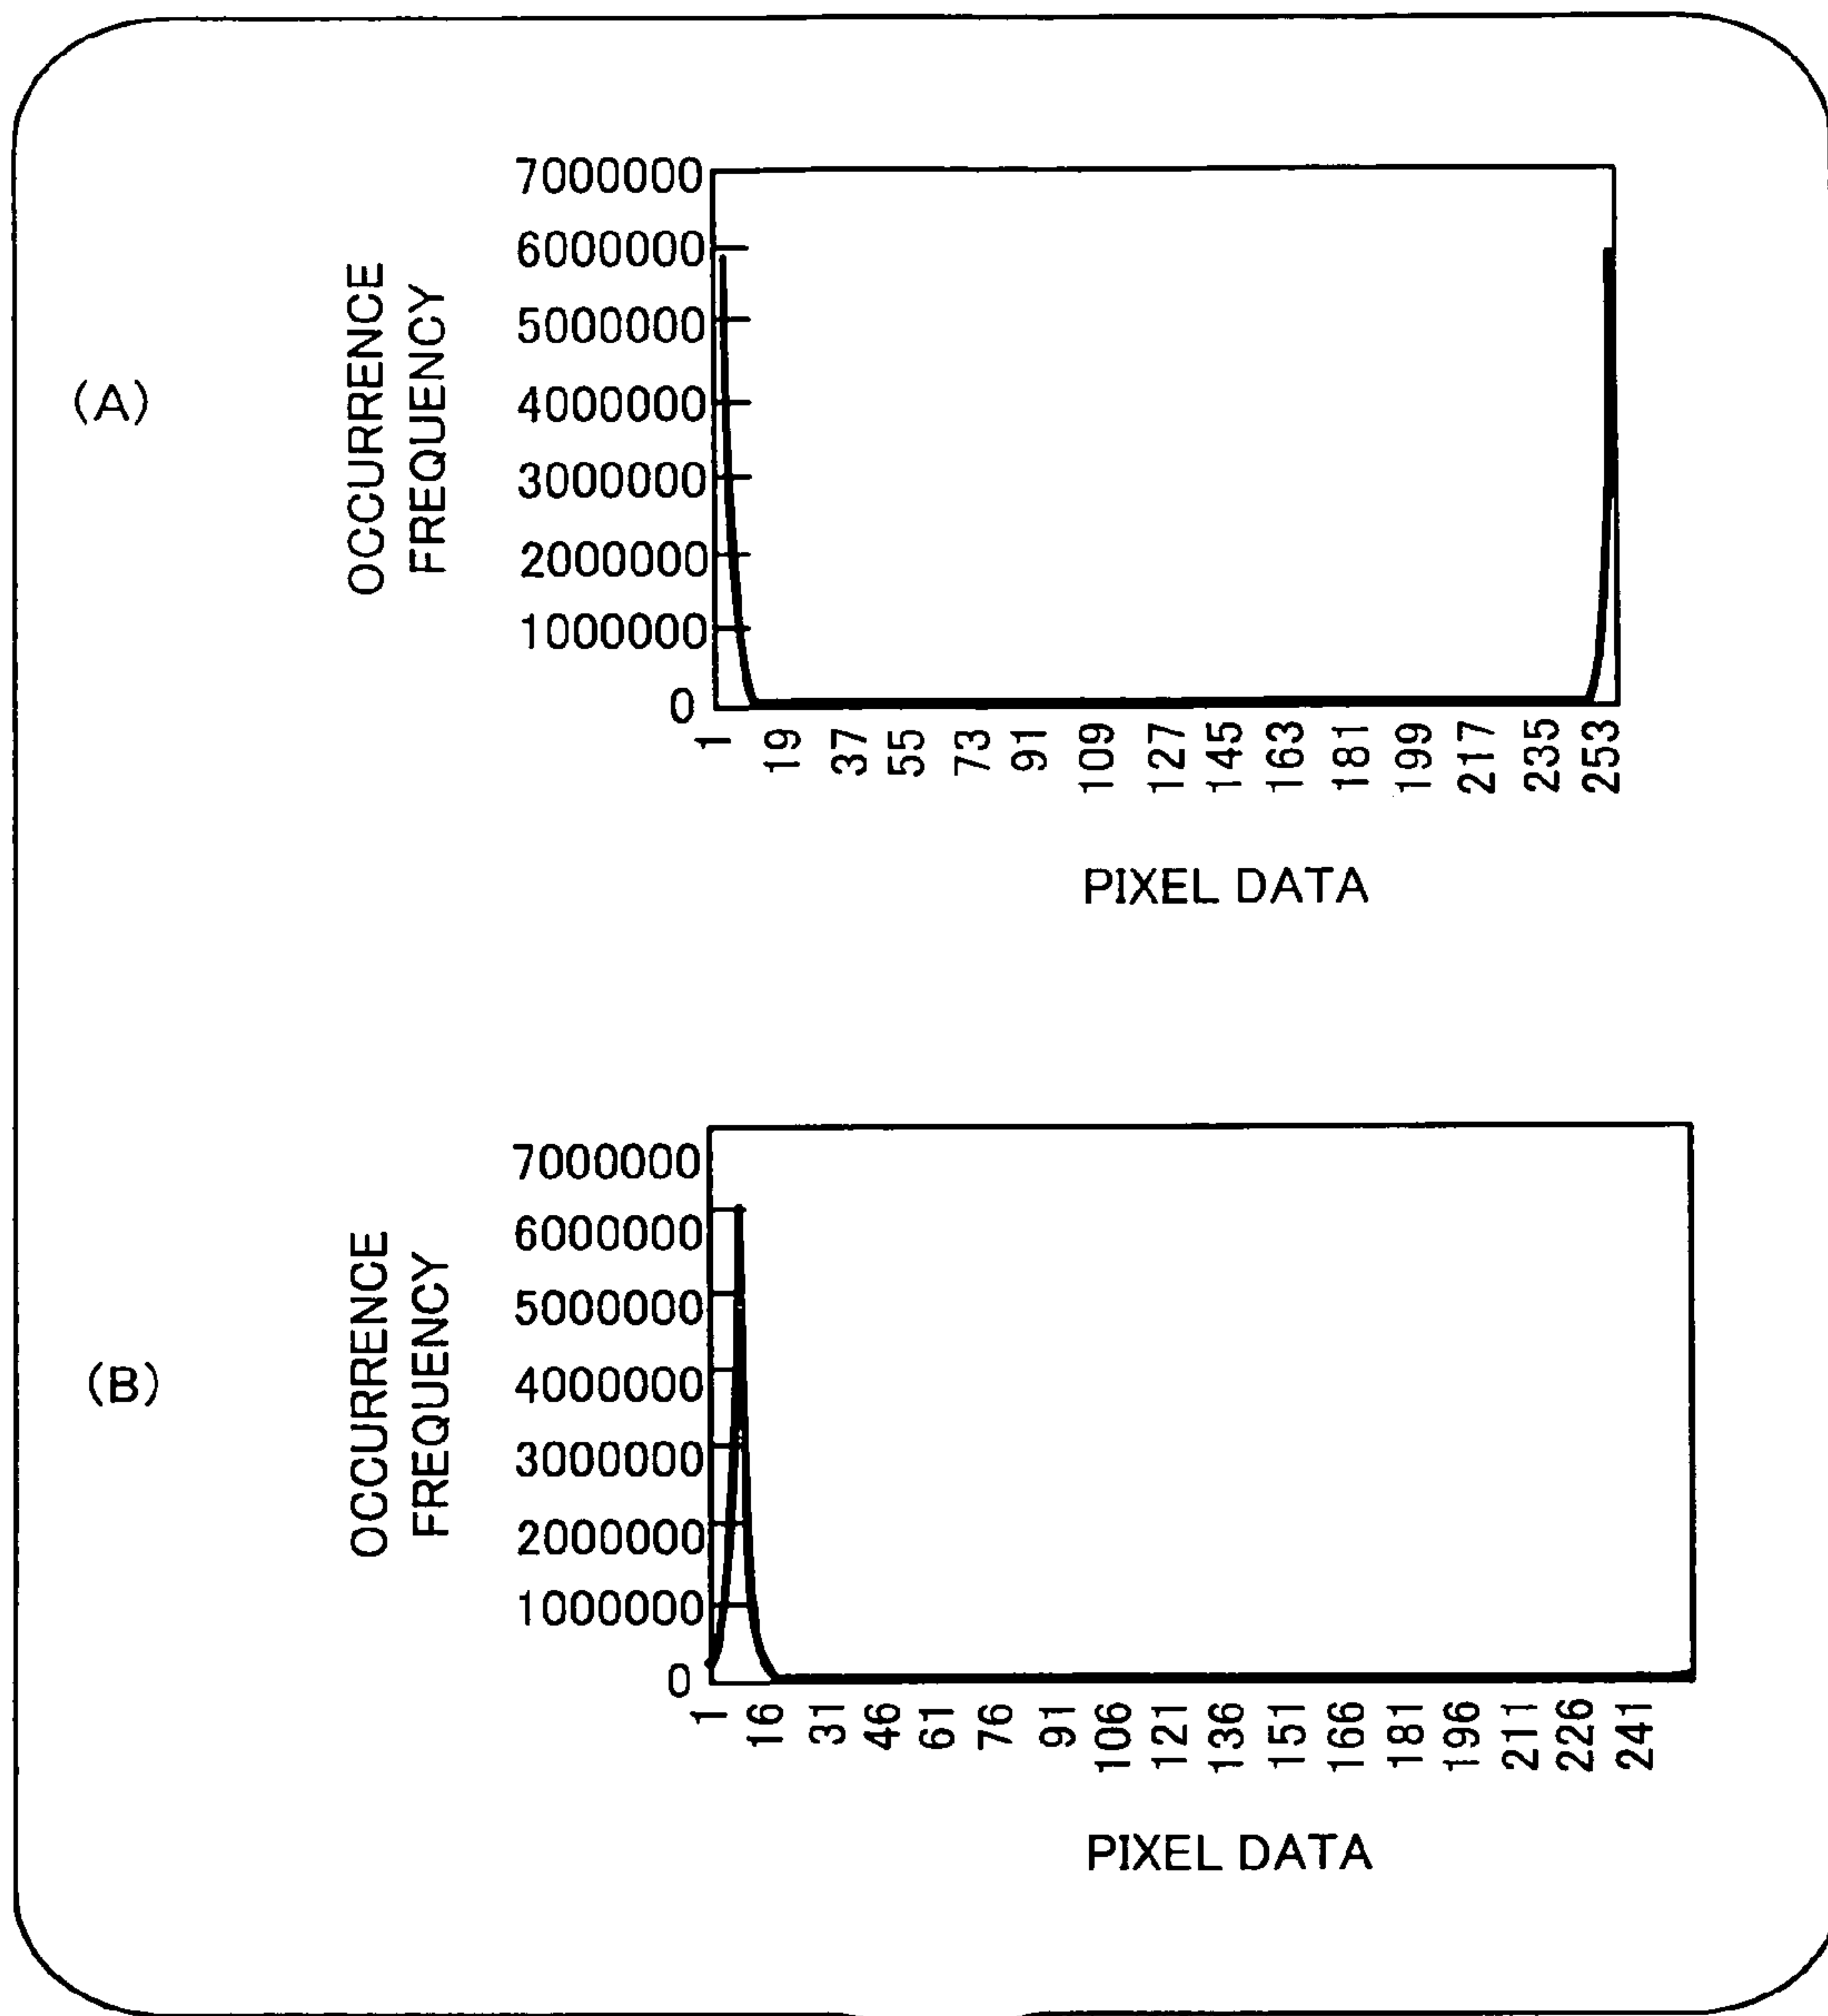 (A)
OCCURRENCE
FREQUENCY
7000000
6000000
5000000
4000000
3000000
2000000
1000000
0
1 19 37 55 73 91 109 127 145 163 181 199 217 235 253
PIXEL DATA
(B)
OCCURRENCE
FREQUENCY
7000000
6000000
5000000
4000000
3000000
2000000
1000000
0
1 16 31 46 61 76 91 106 121 136 151 166 181 196 211 226 241
PIXEL DATA